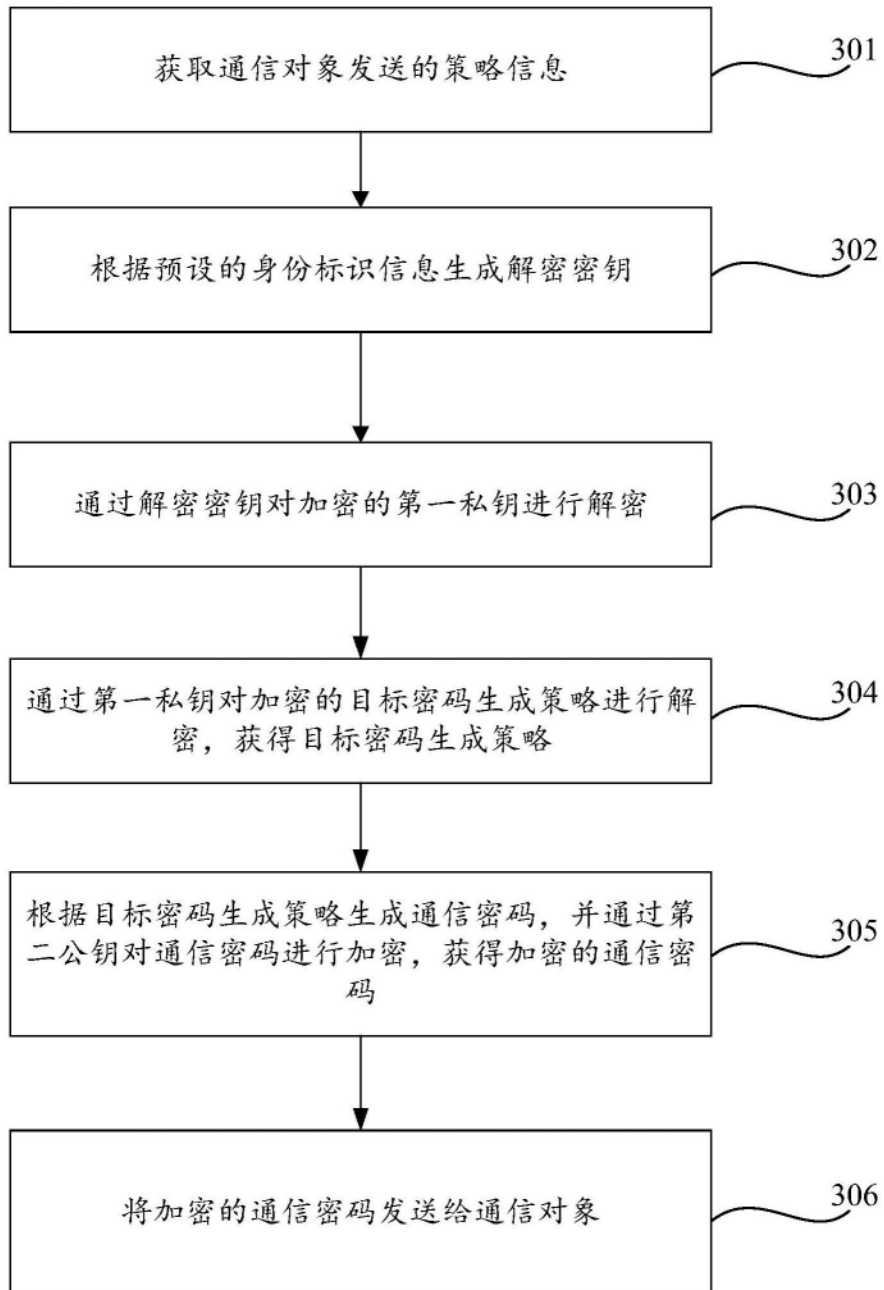 获取通信对象发送的策略信息
301
根据预设的身份标识信息生成解密密钥
302
通过解密密钥对加密的第一私钥进行解密
303
通过第一私钥对加密的目标密码生成策略进行解
密，获得目标密码生成策略
304
根据目标密码生成策略生成通信密码，并通过第
二公钥对通信密码进行加密，获得加密的通信密
码
305
将加密的通信密码发送给通信对象
306